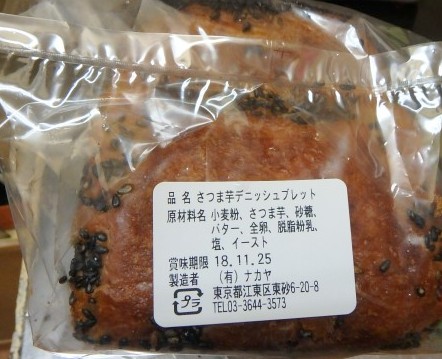 品 名 さつま芋デニッシュブレット
原材料名 小麦粉、さつま芋、砂糖、
バター、全卵、脱脂粉乳、
塩、イースト
賞味期限 18.11.25
製造者 (有) ナカヤ
東京都江東区東砂6-20-8
プラ TEL03-3644-3573